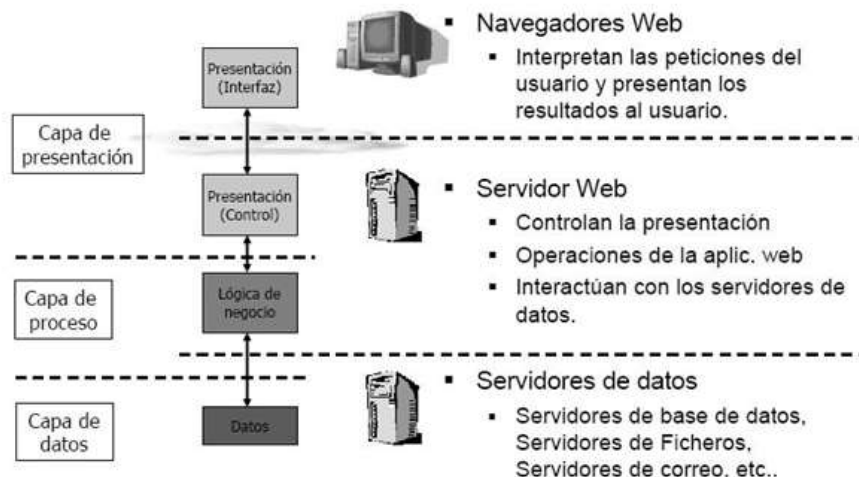 Capa de
presentación
Capa de
proceso
Capa de
datos
Presentación
(Interfaz)
Presentación
(Control)
Lógica de
negocio
Datos
▪ Navegadores Web
▪ Interpretan las peticiones del
usuario y presentan los
resultados al usuario.
▪ Servidor Web
▪ Controlan la presentación
▪ Operaciones de la aplic. web
▪ Interactúan con los servidores de
datos.
▪ Servidores de datos
▪ Servidores de base de datos,
Servidores de Ficheros,
Servidores de correo, etc..